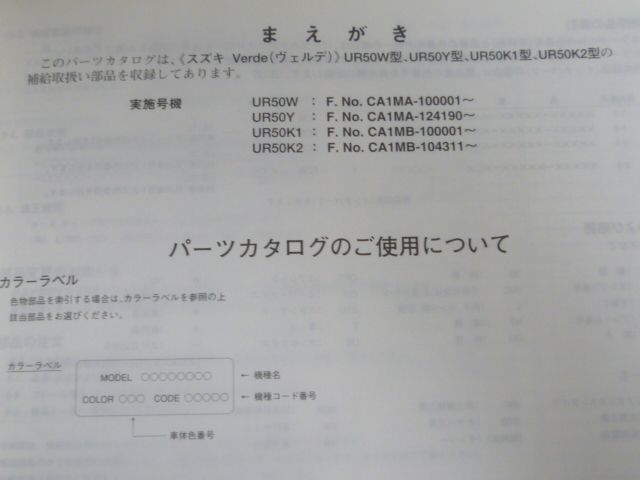 まえがき
このパーツカタログは、《スズキ Verde(ヴェルデ)》UR50W型、UR50Y型、UR50K1型、UR50K2型の
補給取扱い部品を収録してあります。
実施号機
UR50W : F. No. CA1MA-100001～
UR50Y : F. No. CA1MA-124190～
UR50K1 : F. No. CA1MB-100001～
UR50K2 : F. No. CA1MB-104311～
パーツカタログのご使用について
カラーラベル
色物部品を索引する場合は、カラーラベルを参照の上
該当部品をお選びください。
カラーラベル
MODEL ○○○○○○○○ ← 機種名
COLOR ○○○ CODE ○○○○○ ← 機種コード番号
車体色番号